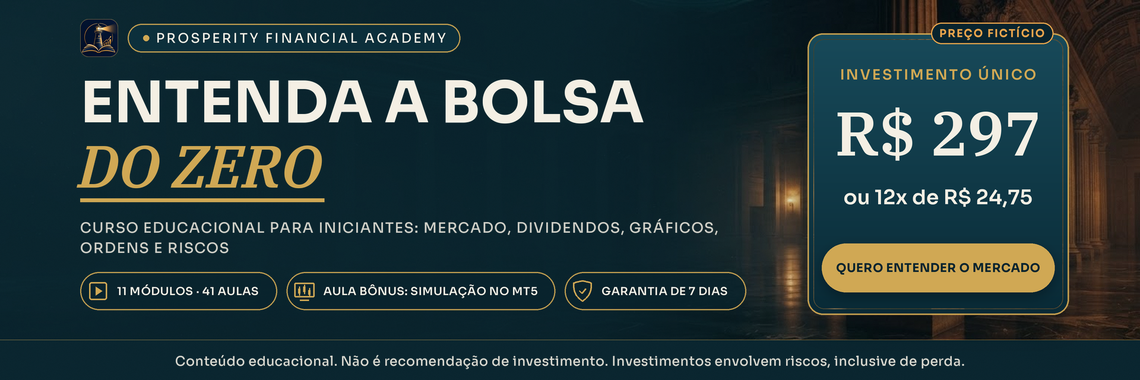 PROSPERITY FINANCIAL ACADEMY
ENTENDA A BOLSA
DO ZERO
CURSO EDUCACIONAL PARA INICIANTES: MERCADO, DIVIDENDOS, GRÁFICOS,
ORDENS E RISCOS
11 MÓDULOS · 41 AULAS
AULA BÔNUS: SIMULAÇÃO NO MT5
GARANTIA DE 7 DIAS
PREÇO FICTÍCIO
INVESTIMENTO ÚNICO
R$ 297
ou 12x de R$ 24,75
QUERO ENTENDER O MERCADO
Conteúdo educacional. Não é recomendação de investimento. Investimentos envolvem riscos, inclusive de perda.